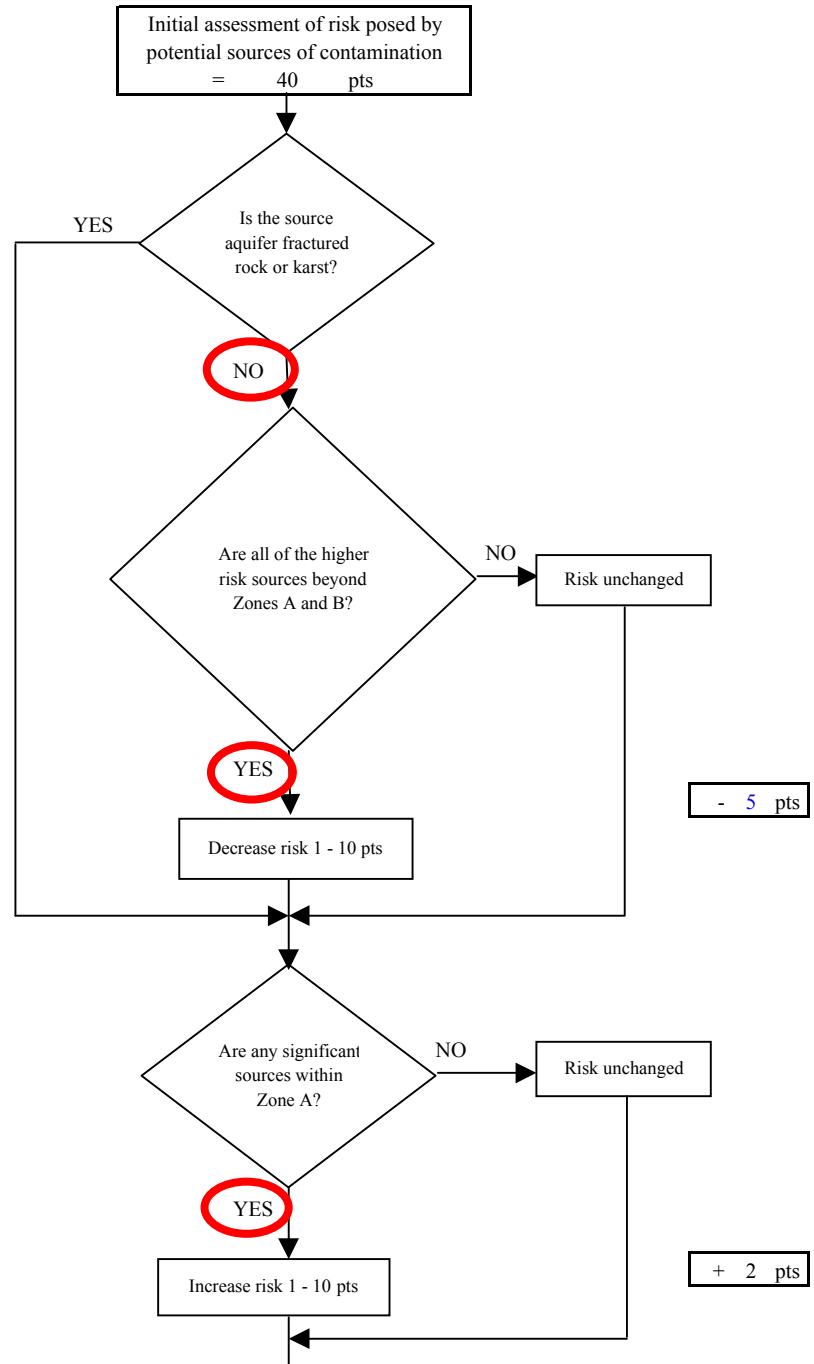 Initial assessment of risk posed by
potential sources of contamination
= 40 pts
YES
Is the source
aquifer fractured
rock or karst?
NO
Are all of the higher
risk sources beyond
Zones A and B?
NO
Risk unchanged
YES
- 5 pts
Decrease risk 1 - 10 pts
Are any significant
sources within
Zone A?
NO
Risk unchanged
YES
+ 2 pts
Increase risk 1 - 10 pts